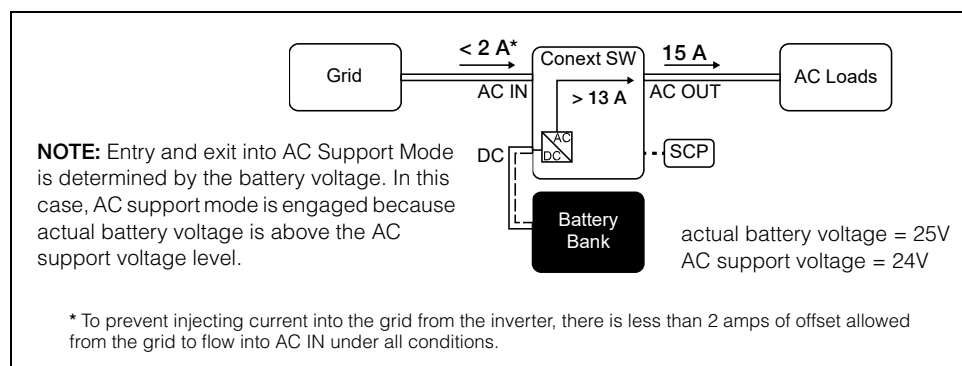 < 2 A*
Conext SW
15 A
Grid
AC Loads
AC IN
> 13 A
AC OUT
AC
DC
DC
SCP
NOTE: Entry and exit into AC Support Mode
is determined by the battery voltage. In this
case, AC support mode is engaged because
actual battery voltage is above the AC
support voltage level.
Battery
Bank
actual battery voltage = 25V
AC support voltage = 24V
* To prevent injecting current into the grid from the inverter, there is less than 2 amps of offset allowed
from the grid to flow into AC IN under all conditions.